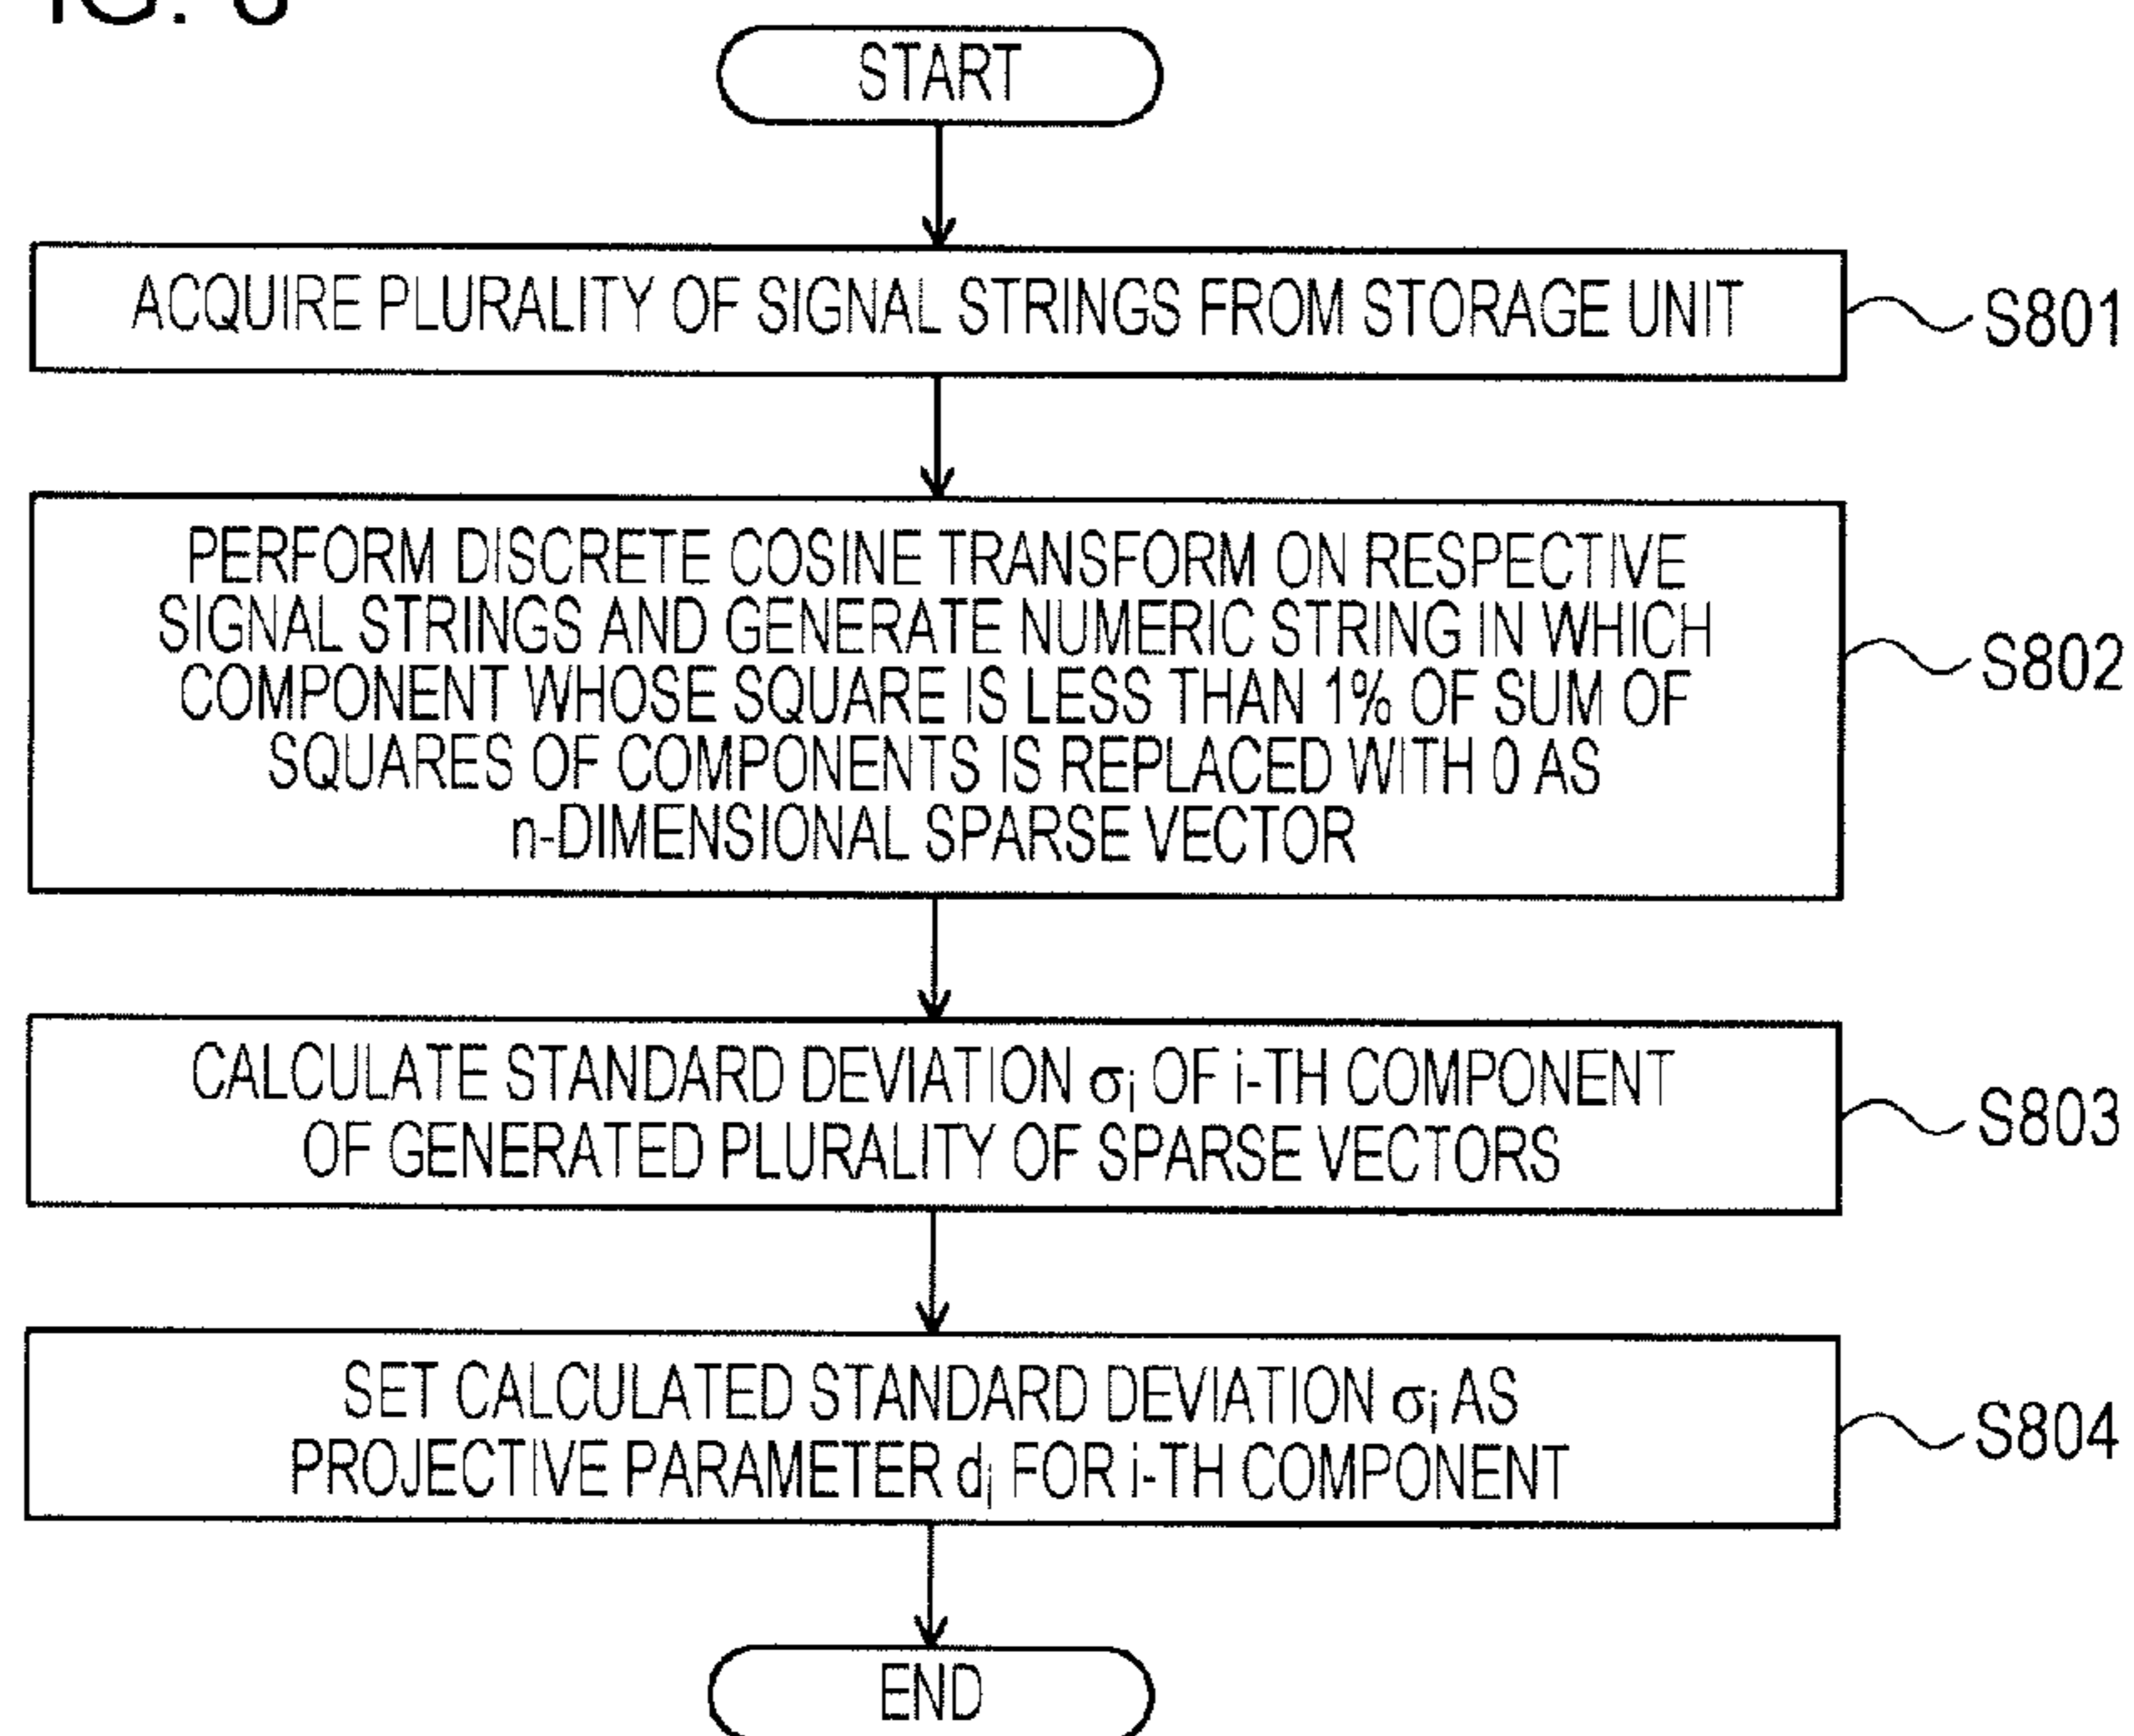 START
ACQUIRE PLURALITY OF SIGNAL STRINGS FROM STORAGE UNIT
S801
PERFORM DISCRETE COSINE TRANSFORM ON RESPECTIVE
SIGNAL STRINGS AND GENERATE NUMERIC STRING IN WHICH
COMPONENT WHOSE SQUARE IS LESS THAN 1% OF SUM OF
SQUARES OF COMPONENTS IS REPLACED WITH 0 AS
n-DIMENSIONAL SPARSE VECTOR
S802
CALCULATE STANDARD DEVIATION σi OF i-TH COMPONENT
OF GENERATED PLURALITY OF SPARSE VECTORS
S803
SET CALCULATED STANDARD DEVIATION σi AS
PROJECTIVE PARAMETER di FOR i-TH COMPONENT
S804
END